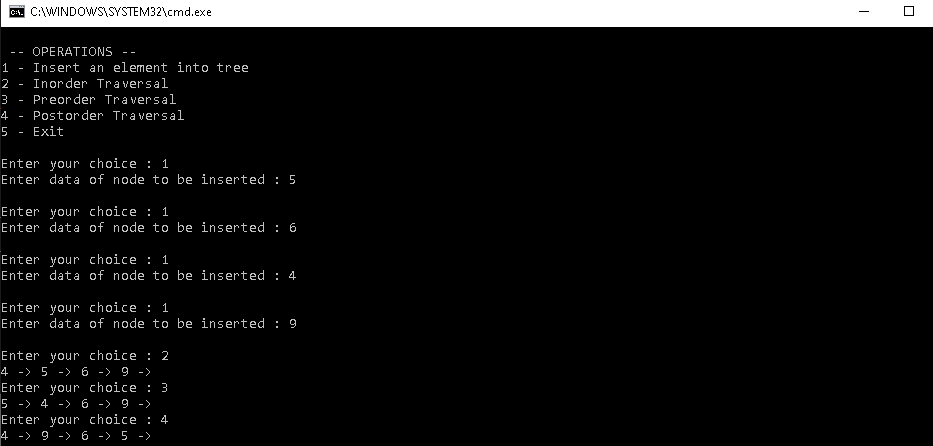 C:\WINDOWS\SYSTEM32\cmd.exe
-- OPERATIONS --
1 - Insert an element into tree
2 - Inorder Traversal
3 - Preorder Traversal
4 - Postorder Traversal
5 - Exit
Enter your choice : 1
Enter data of node to be inserted : 5
Enter your choice : 1
Enter data of node to be inserted : 6
Enter your choice : 1
Enter data of node to be inserted : 4
Enter your choice : 1
Enter data of node to be inserted : 9
Enter your choice : 2
4 -> 5 -> 6 -> 9 ->
Enter your choice : 3
5 -> 4 -> 6 -> 9 ->
Enter your choice : 4
4 -> 9 -> 6 -> 5 ->